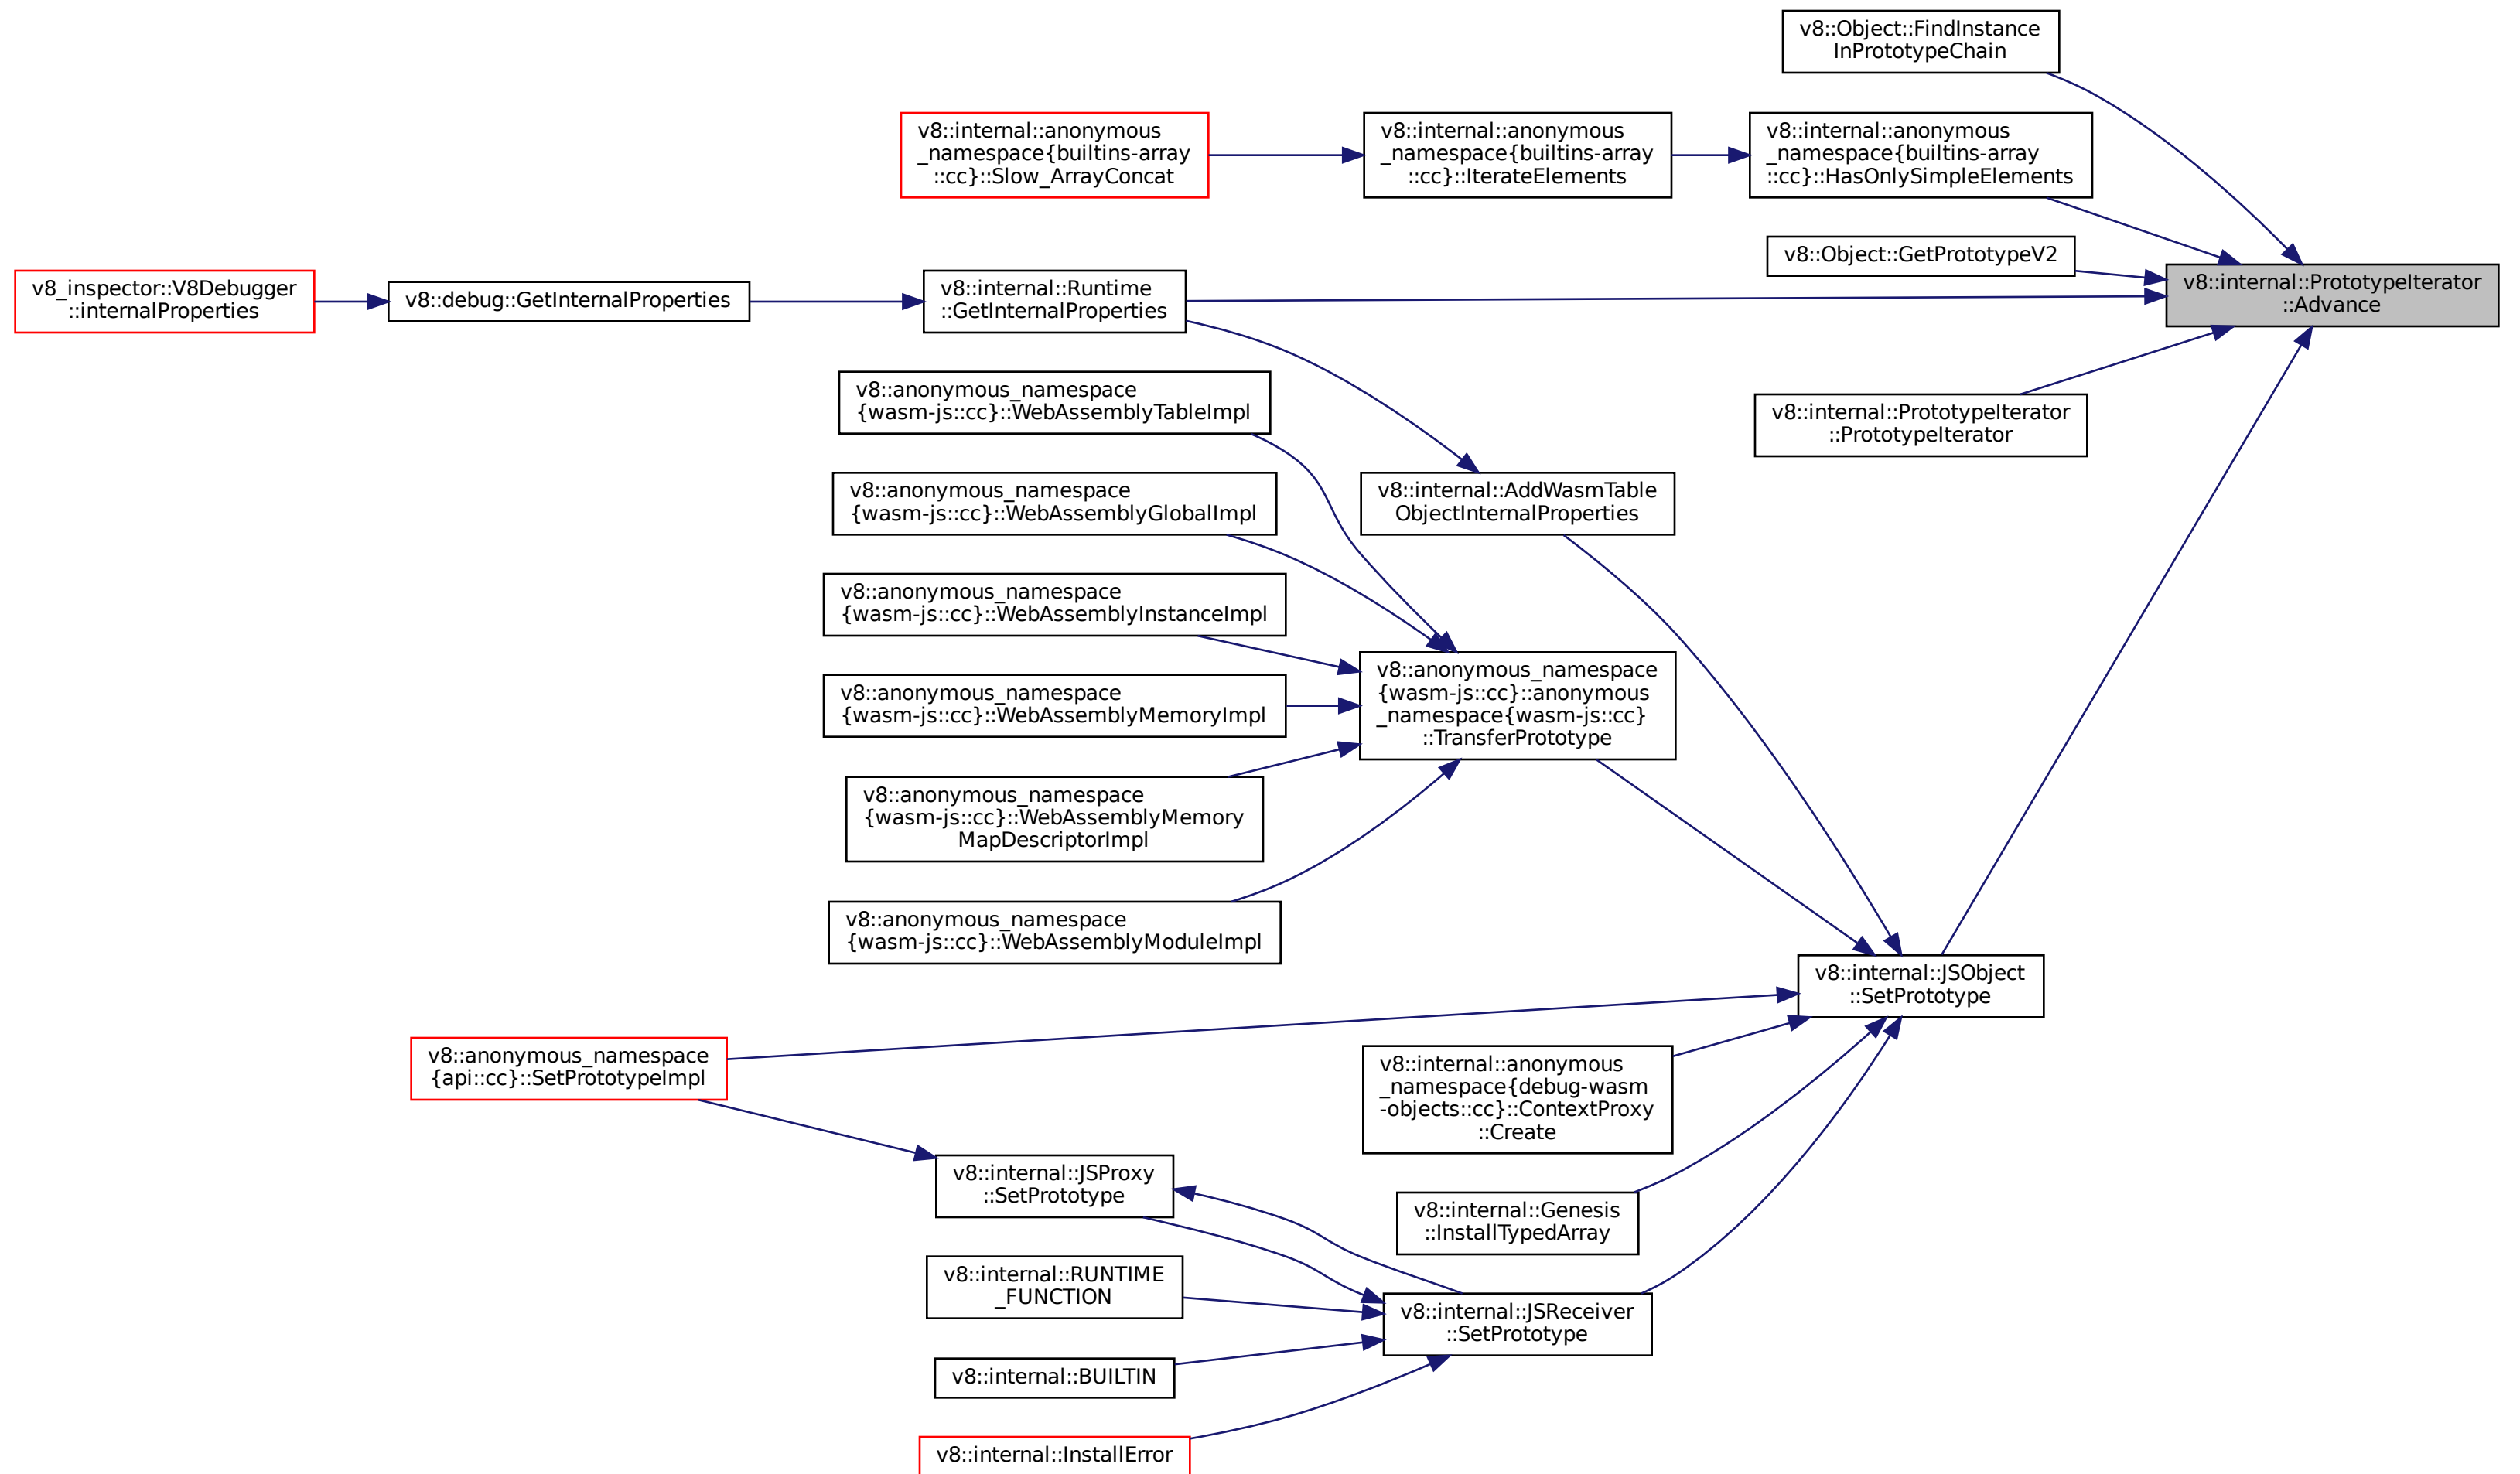 v8::Object::FindInstance
InPrototypeChain
v8::internal::anonymous
_namespace{builtins-array
::cc}::Slow_ArrayConcat
v8::internal::anonymous
_namespace{builtins-array
::cc}::IterateElements
v8::internal::anonymous
_namespace{builtins-array
::cc}::HasOnlySimpleElements
v8::Object::GetPrototypeV2
v8::internal::PrototypeIterator
::Advance
v8_inspector::V8Debugger
::internalProperties
v8::debug::GetInternalProperties
v8::internal::Runtime
::GetInternalProperties
v8::anonymous_namespace
{wasm-js::cc}::WebAssemblyTableImpl
v8::internal::PrototypeIterator
::PrototypeIterator
v8::anonymous_namespace
{wasm-js::cc}::WebAssemblyGlobalImpl
v8::internal::AddWasmTable
ObjectInternalProperties
v8::anonymous_namespace
{wasm-js::cc}::WebAssemblyInstanceImpl
v8::anonymous_namespace
{wasm-js::cc}::WebAssemblyMemoryImpl
v8::anonymous_namespace
{wasm-js::cc}::anonymous
_namespace{wasm-js::cc}
::TransferPrototype
v8::anonymous_namespace
{wasm-js::cc}::WebAssemblyMemory
MapDescriptorImpl
v8::anonymous_namespace
{wasm-js::cc}::WebAssemblyModuleImpl
v8::internal::JSObject
::SetPrototype
v8::anonymous_namespace
{api::cc}::SetPrototypeImpl
v8::internal::anonymous
_namespace{debug-wasm
-objects::cc}::ContextProxy
::Create
v8::internal::JSProxy
::SetPrototype
v8::internal::Genesis
::InstallTypedArray
v8::internal::RUNTIME
_FUNCTION
v8::internal::JSReceiver
::SetPrototype
v8::internal::BUILTIN
v8::internal::InstallError